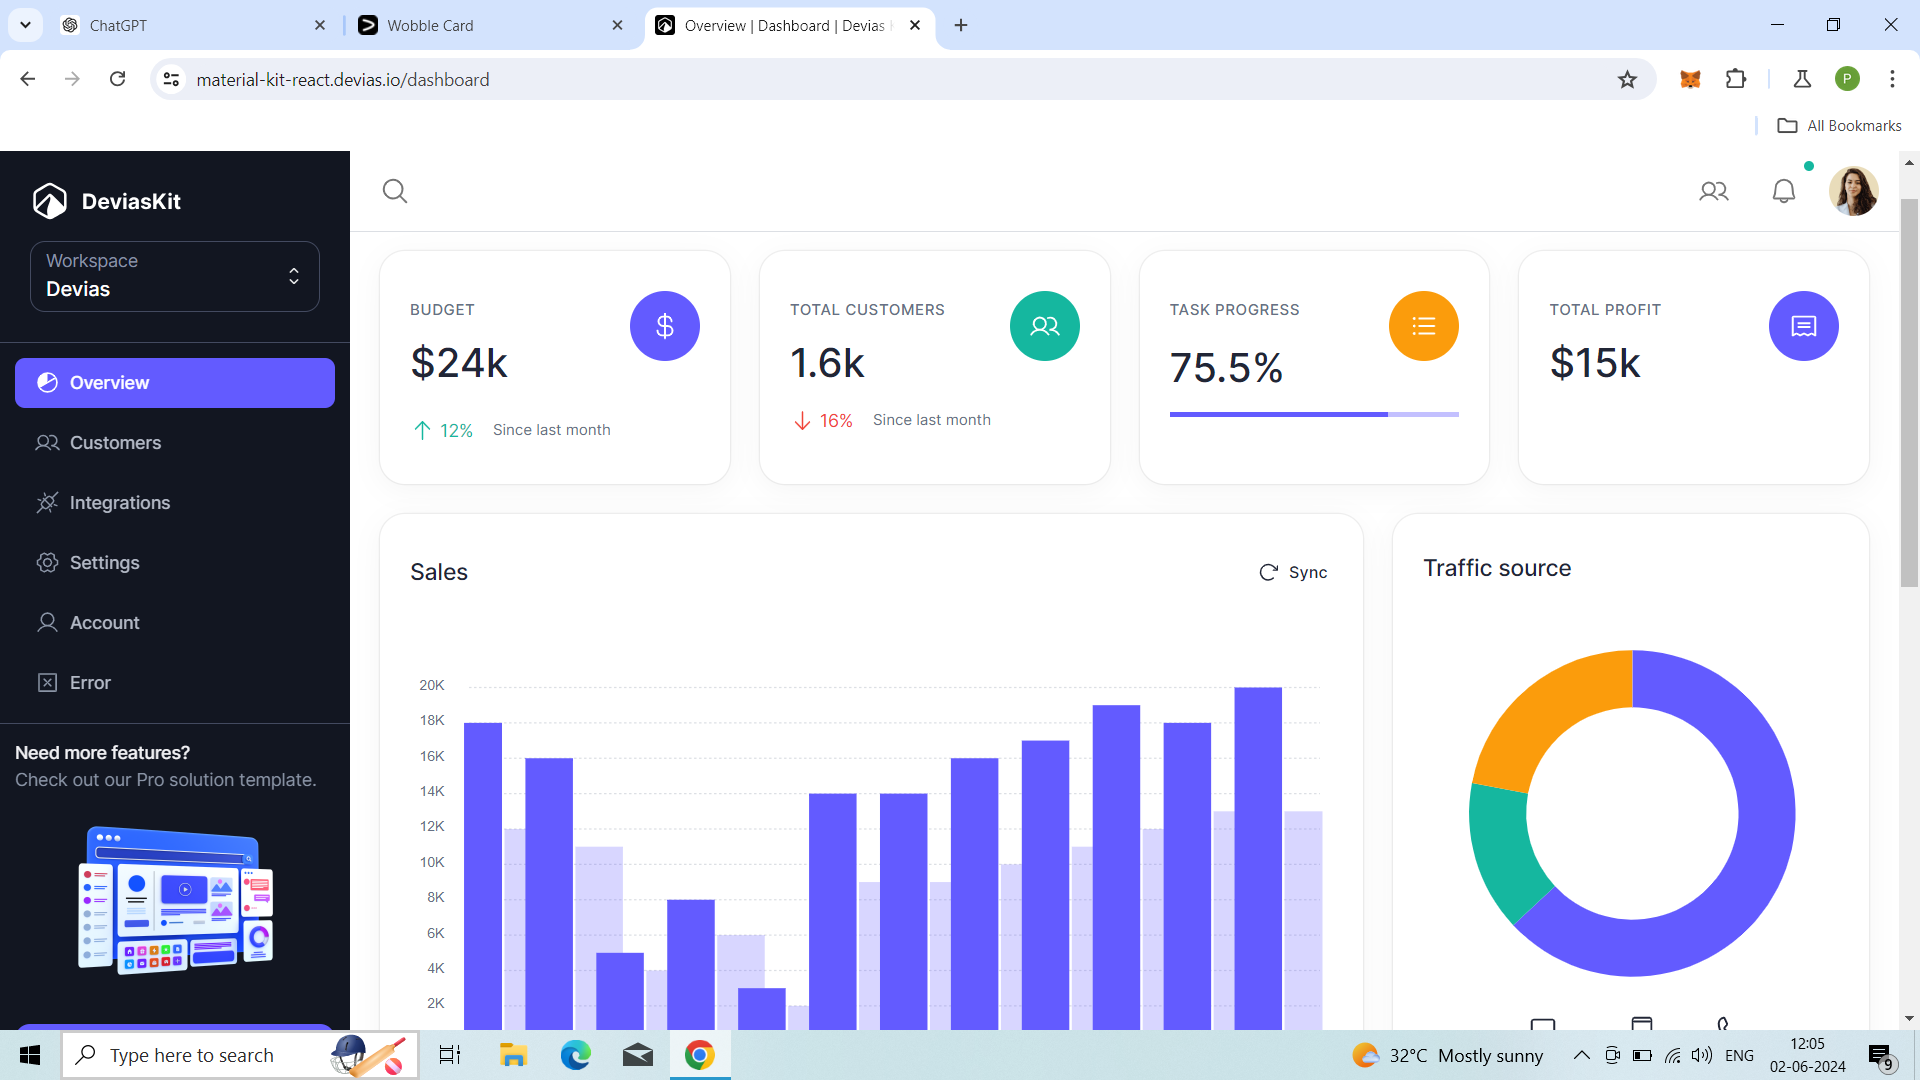 ChatGPT
Wobble Card
Overview | Dashboard | Devias
material-kit-react.devias.io/dashboard
P
All Bookmarks
DeviasKit
Workspace
Devias
Overview
Customers
Integrations
Settings
Account
Error
Need more features?
Check out our Pro solution template.
BUDGET
$24k
12% Since last month
TOTAL CUSTOMERS
1.6k
16% Since last month
TASK PROGRESS
75.5%
TOTAL PROFIT
$15k
Sales
Sync
20K
18K
16K
14K
12K
10K
8K
6K
4K
2K
Traffic source
Type here to search
32°C Mostly sunny
ENG
12:05
02-06-2024
9